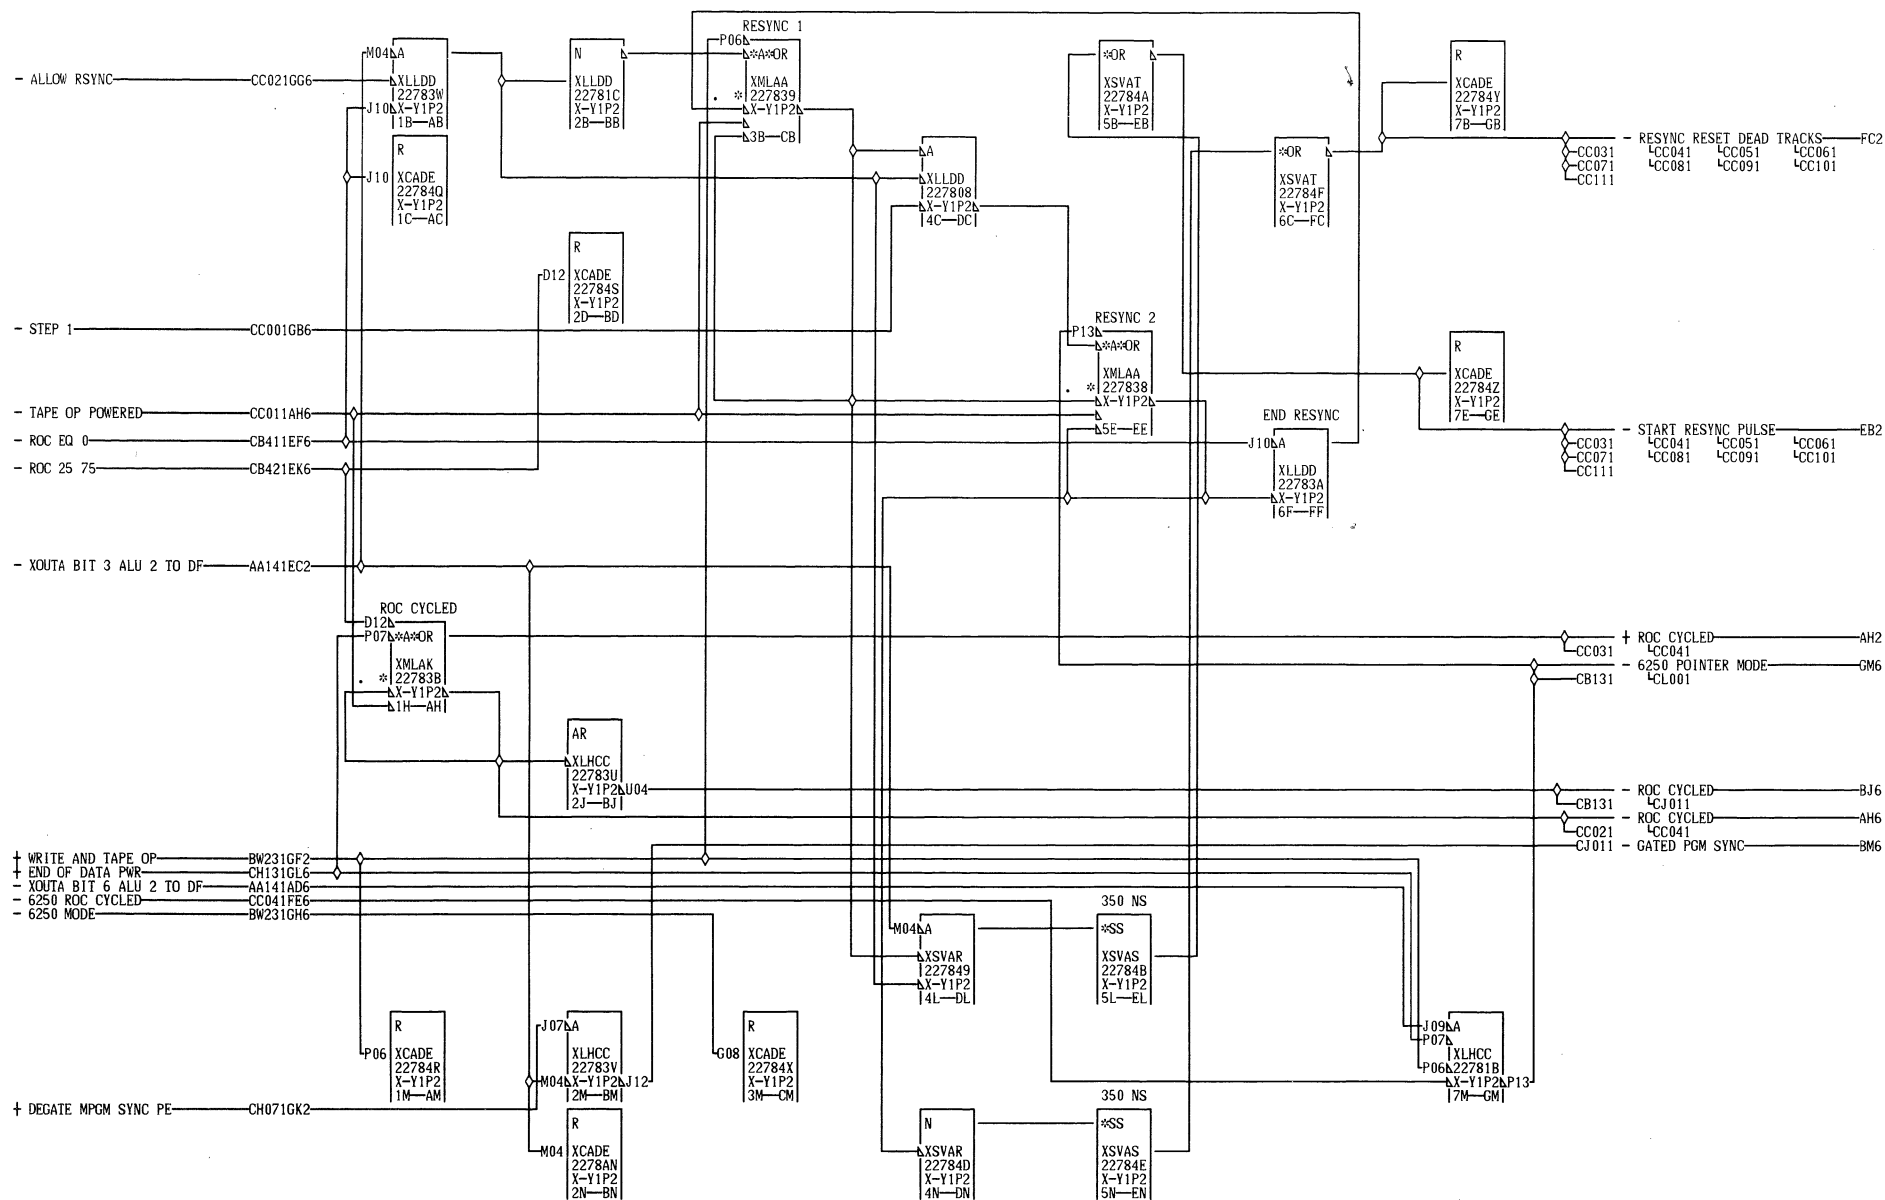 RESYNC 1
M04 A
N
P06
*A*OR
*OR
R
- ALLOW RSYNC CC021GG6
XLLDD
22783W
J10 X-Y1P2
1B—AB
XLLDD
22781C
X-Y1P2
2B—BB
XMLAA
* 227839
X-Y1P2
3B—CB
XSVAT
22784A
X-Y1P2
5B—EB
XCADE
22784Y
X-Y1P2
7B—GB
- RESYNC RESET DEAD TRACKS FC2
CC031 CC041 CC051 CC061
CC071 CC081 CC091 CC101
CC111
R
J10 XCADE
22784Q
X-Y1P2
1C—AC
A
XLLDD
227808
X-Y1P2
4C—DC
*OR
XSVAT
22784F
X-Y1P2
6C—FC
R
D12 XCADE
22784S
X-Y1P2
2D—BD
- STEP 1 CC001GB6
RESYNC 2
P13
*A*OR
XMLAA
* 227838
X-Y1P2
5E—EE
R
XCADE
22784Z
X-Y1P2
7E—GE
- TAPE OP POWERED CC011AH6
- ROC EQ 0 CB411EF6
- ROC 25 75 CB421EK6
END RESYNC
J10 A
XLLDD
22783A
X-Y1P2
6F—FF
- START RESYNC PULSE EB2
CC031 CC041 CC051 CC061
CC071 CC081 CC091 CC101
CC111
- XOUTA BIT 3 ALU 2 TO DF AA141EC2
ROC CYCLED
D12
P07 *A*OR
XMLAK
* 22783B
X-Y1P2
1H—AH
+ ROC CYCLED AH2
CC031 CC041
- 6250 POINTER MODE GM6
CB131 CL001
AR
XLHCC
22783U
X-Y1P2 U04
2J—BJ
- ROC CYCLED BJ6
CB131 CJ011
- ROC CYCLED AH6
CC021 CC041
CJ011 - GATED PGM SYNC BM6
+ WRITE AND TAPE OP BW231GF2
+ END OF DATA PWR CH131GL6
- XOUTA BIT 6 ALU 2 TO DF AA141AD6
- 6250 ROC CYCLED CC041FE6
- 6250 MODE BW231GH6
M04 A
XSVAR
227849
X-Y1P2
4L—DL
350 NS
*SS
XSVAS
22784B
X-Y1P2
5L—EL
R
P06 XCADE
22784R
X-Y1P2
1M—AM
J07 A
XLHCC
22783V
M04 X-Y1P2 J12
2M—BM
R
G08 XCADE
22784X
X-Y1P2
3M—CM
J09 A
P07
XLHCC
P06 22781B
X-Y1P2 P13
7M—GM
+ DEGATE MPGM SYNC PE CH071GK2
R
M04 XCADE
2278AN
X-Y1P2
2N—BN
N
XSVAR
22784D
X-Y1P2
4N—DN
350 NS
*SS
XSVAS
22784E
X-Y1P2
5N—EN